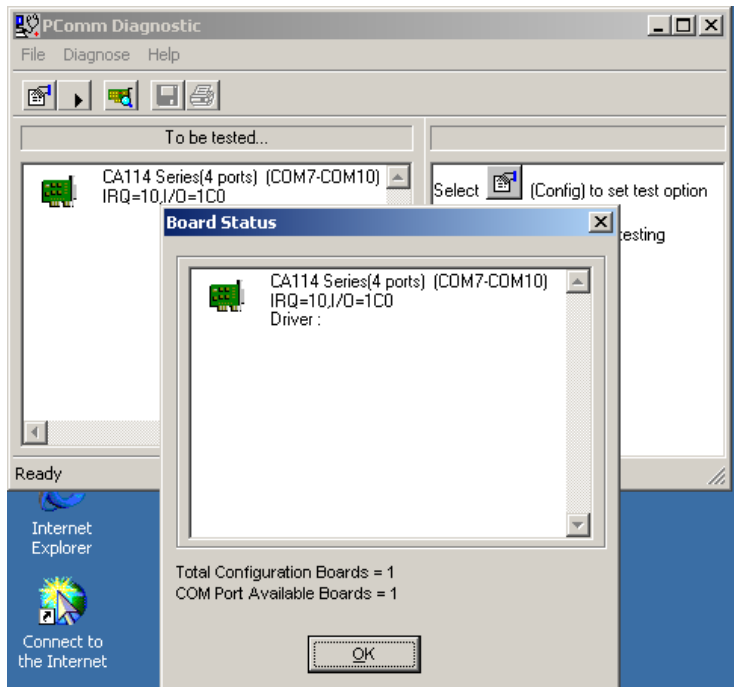 PComm Diagnostic
File Diagnose Help
To be tested...
CA114 Series(4 ports) (COM7-COM10)
IRQ=10,I/O=1C0
Select (Config) to set test option
testing
Board Status
CA114 Series(4 ports) (COM7-COM10)
IRQ=10,I/O=1C0
Driver :
Total Configuration Boards = 1
COM Port Available Boards = 1
OK
Ready
Internet
Explorer
Connect to
the Internet